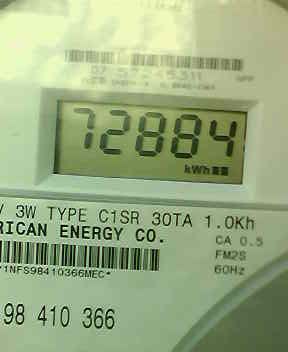 72884
kWh
3W TYPE C1SR 30TA 1.0Kh
RICAN ENERGY CO.
CA 0.5
FM2S
60Hz
1NFS98410366MEC*
98 410 366